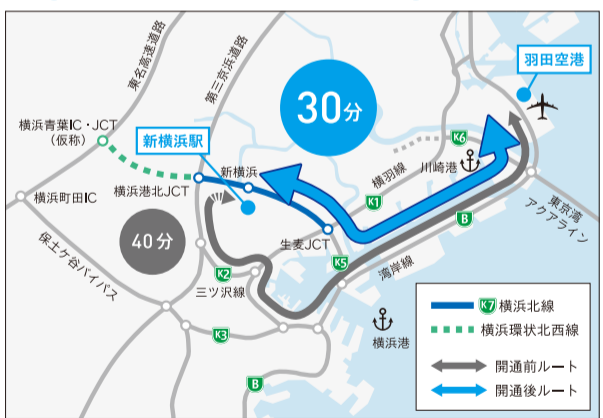 東名高速道路
第三京浜道路
30分
羽田空港
横浜青葉IC・JCT
(仮称)
新横浜駅
K6
新横浜
横羽線
川崎港
横浜港北JCT
横浜町田IC
K1
B
東京湾
アクアライン
40分
生麦JCT
保土ケ谷バイパス
K2
K5
湾岸線
三ツ沢線
K3
横浜港
B
K7 横浜北線
横浜環状北西線
開通前ルート
開通後ルート